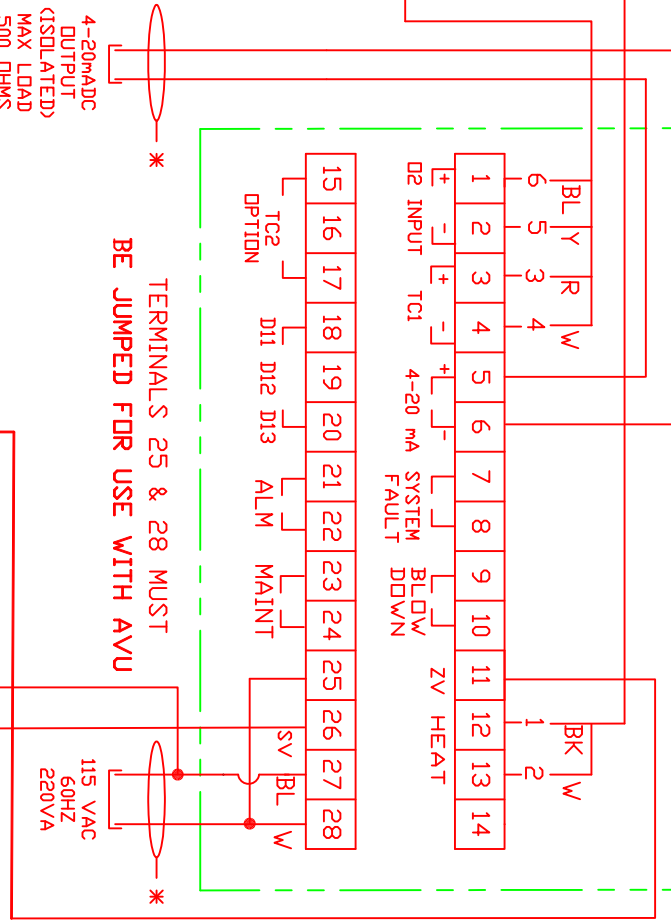 4-20mADC
OUTPUT
(ISOLATED)
MAX LOAD
500 OHMS
*
6 BL
5 Y
3 R
4 W
1 2 3 4 5 6 7 8 9 10 11 12 13 14
+ - + - + -
O2 INPUT
TC1
4-20 mA
SYSTEM
FAULT
BLOW
DOWN
ZV HEAT
1 BK
2 W
15 16 17 18 19 20 21 22 23 24 25 26 27 28
TC2
OPTION
D11 D12 D13
ALM
MAINT
SV
BL
W
TERMINALS 25 & 28 MUST
BE JUMPED FOR USE WITH AVU
115 VAC
60HZ
220VA
*